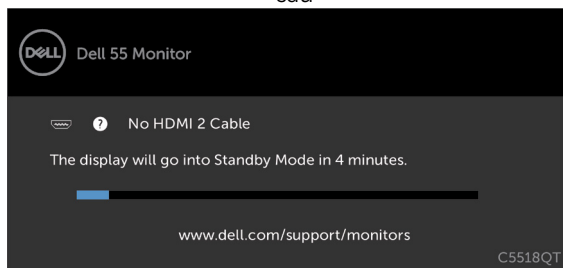 DELL Dell 55 Monitor
? No HDMI 2 Cable
The display will go into Standby Mode in 4 minutes.
www.dell.com/support/monitors
C5518QT